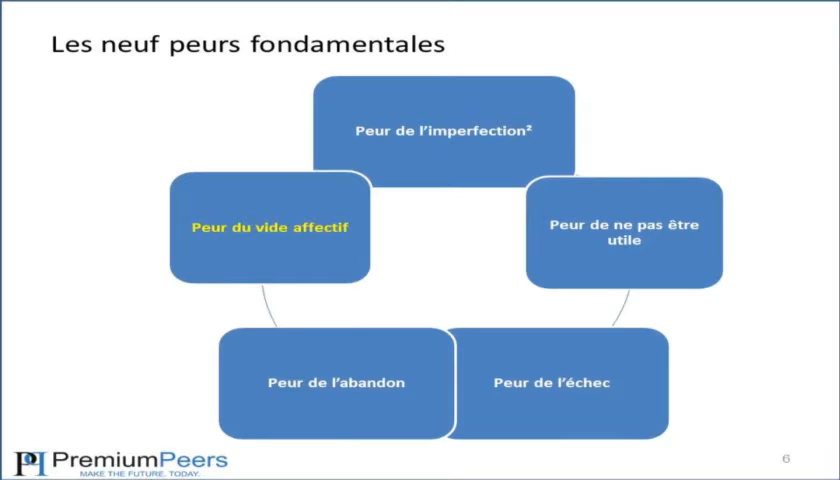 Les neuf peurs fondamentales
Peur de l’imperfection²
Peur du vide affectif
Peur de ne pas être
utile
Peur de l’abandon
Peur de l’échec
PremiumPeers
MAKE THE FUTURE. TODAY.
6